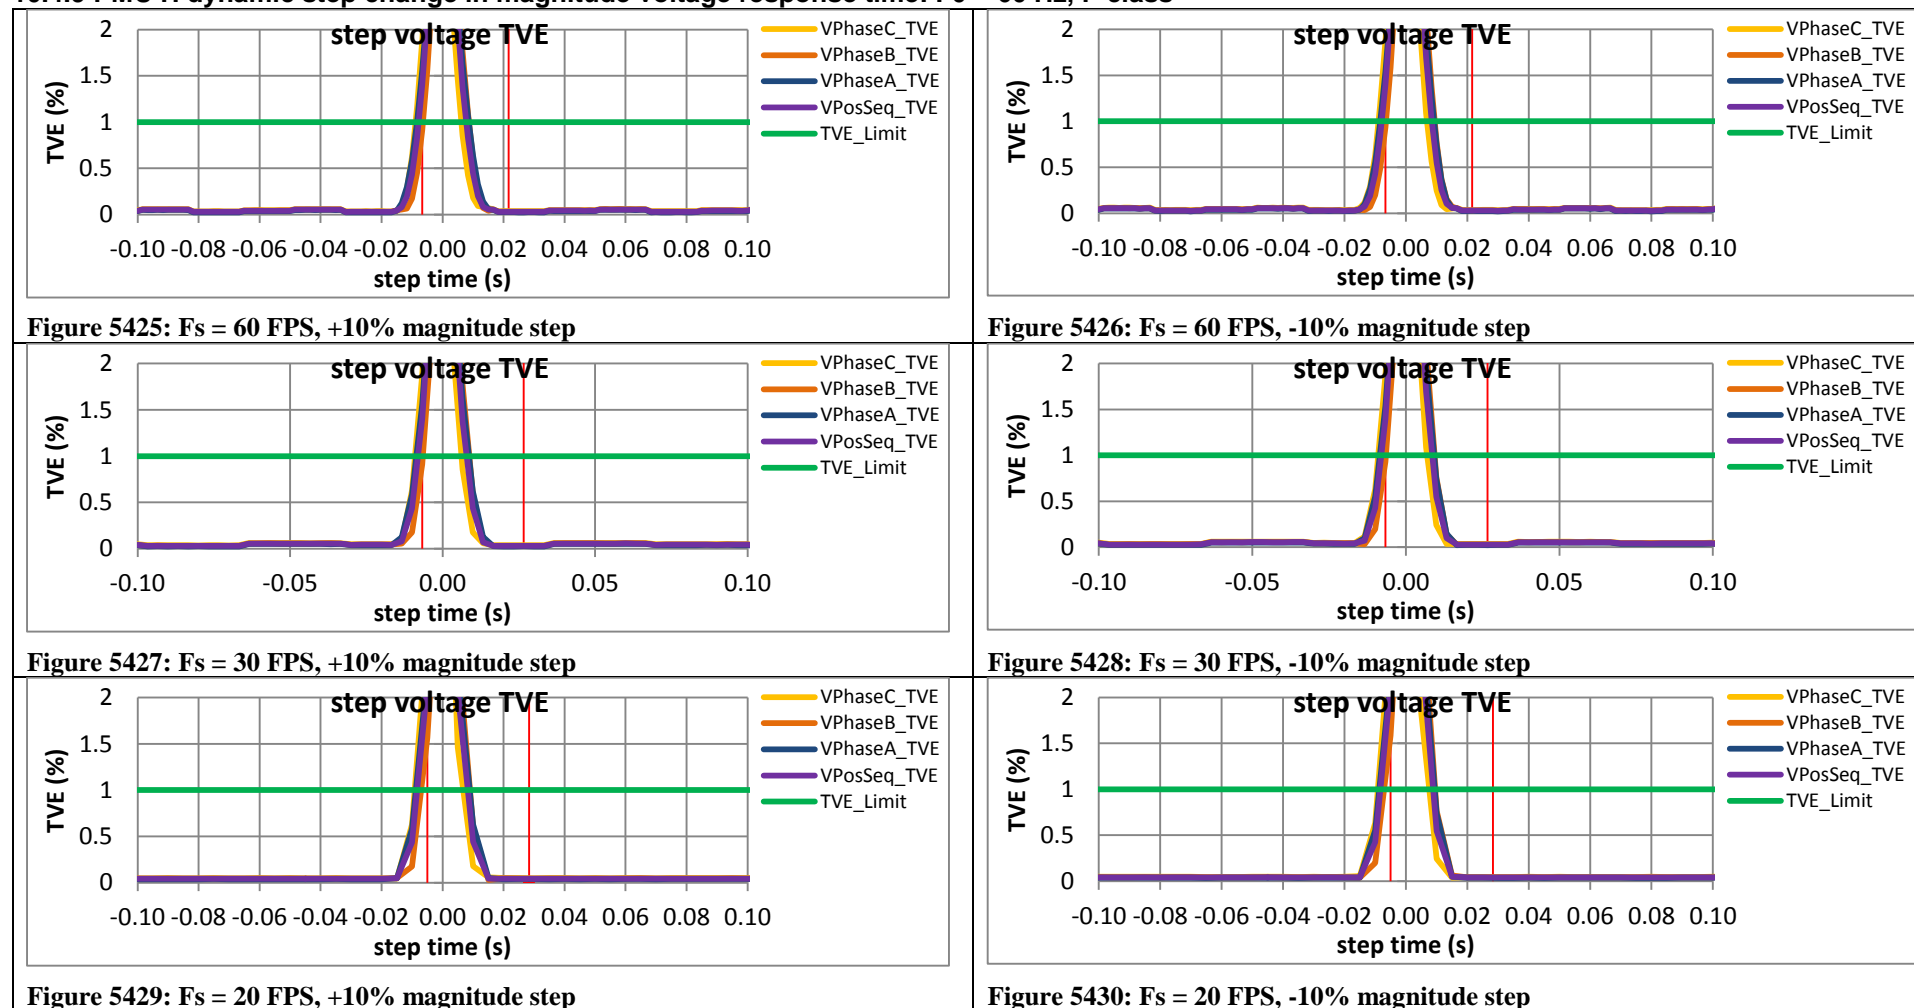 step voltage TVE
2
1.5
1
0.5
0
TVE (%)
-0.10 -0.08 -0.06 -0.04 -0.02 0.00 0.02 0.04 0.06 0.08 0.10
step time (s)
VPhaseC_TVE
VPhaseB_TVE
VPhaseA_TVE
VPosSeq_TVE
TVE_Limit
Figure 5425: Fs = 60 FPS, +10% magnitude step
step voltage TVE
2
1.5
1
0.5
0
TVE (%)
-0.10 -0.08 -0.06 -0.04 -0.02 0.00 0.02 0.04 0.06 0.08 0.10
step time (s)
VPhaseC_TVE
VPhaseB_TVE
VPhaseA_TVE
VPosSeq_TVE
TVE_Limit
Figure 5426: Fs = 60 FPS, -10% magnitude step
step voltage TVE
2
1.5
1
0.5
0
TVE (%)
-0.10 -0.05 0.00 0.05 0.10
step time (s)
VPhaseC_TVE
VPhaseB_TVE
VPhaseA_TVE
VPosSeq_TVE
TVE_Limit
Figure 5427: Fs = 30 FPS, +10% magnitude step
step voltage TVE
2
1.5
1
0.5
0
TVE (%)
-0.10 -0.05 0.00 0.05 0.10
step time (s)
VPhaseC_TVE
VPhaseB_TVE
VPhaseA_TVE
VPosSeq_TVE
TVE_Limit
Figure 5428: Fs = 30 FPS, -10% magnitude step
step voltage TVE
2
1.5
1
0.5
0
TVE (%)
-0.10 -0.08 -0.06 -0.04 -0.02 0.00 0.02 0.04 0.06 0.08 0.10
step time (s)
VPhaseC_TVE
VPhaseB_TVE
VPhaseA_TVE
VPosSeq_TVE
TVE_Limit
Figure 5429: Fs = 20 FPS, +10% magnitude step
step voltage TVE
2
1.5
1
0.5
0
TVE (%)
-0.10 -0.08 -0.06 -0.04 -0.02 0.00 0.02 0.04 0.06 0.08 0.10
step time (s)
VPhaseC_TVE
VPhaseB_TVE
VPhaseA_TVE
VPosSeq_TVE
TVE_Limit
Figure 5430: Fs = 20 FPS, -10% magnitude step